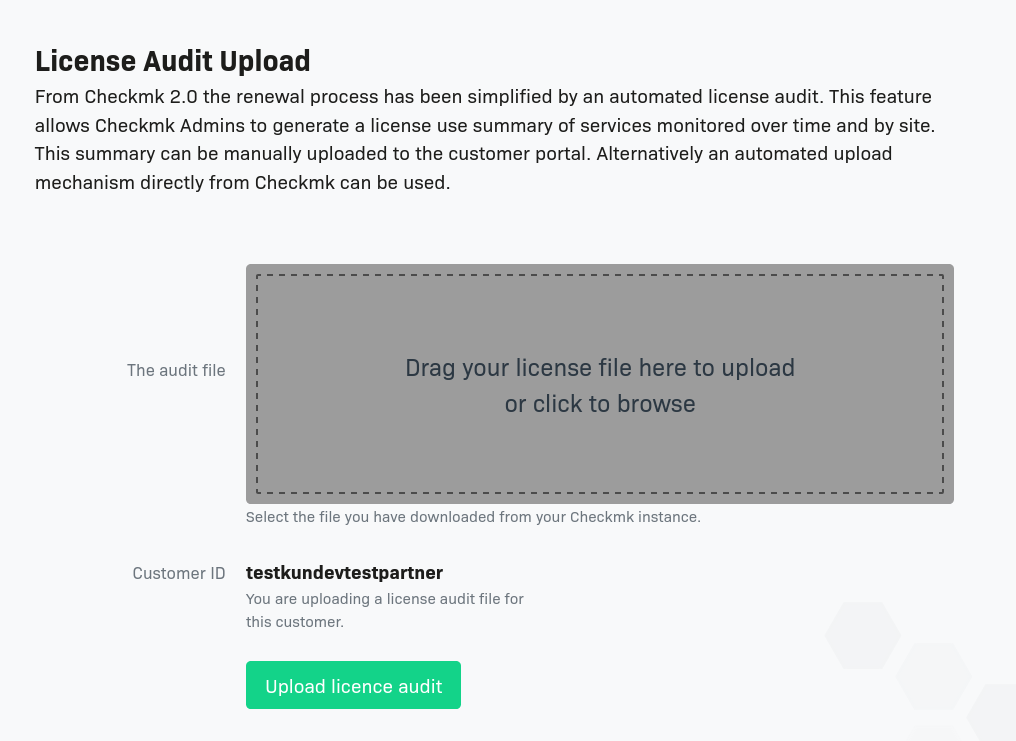 License Audit Upload
From Checkmk 2.0 the renewal process has been simplified by an automated license audit. This feature
allows Checkmk Admins to generate a license use summary of services monitored over time and by site.
This summary can be manually uploaded to the customer portal. Alternatively an automated upload
mechanism directly from Checkmk can be used.
The audit file
Drag your license file here to upload
or click to browse
Select the file you have downloaded from your Checkmk instance.
Customer ID
testkundevtestpartner
You are uploading a license audit file for
this customer.
Upload licence audit